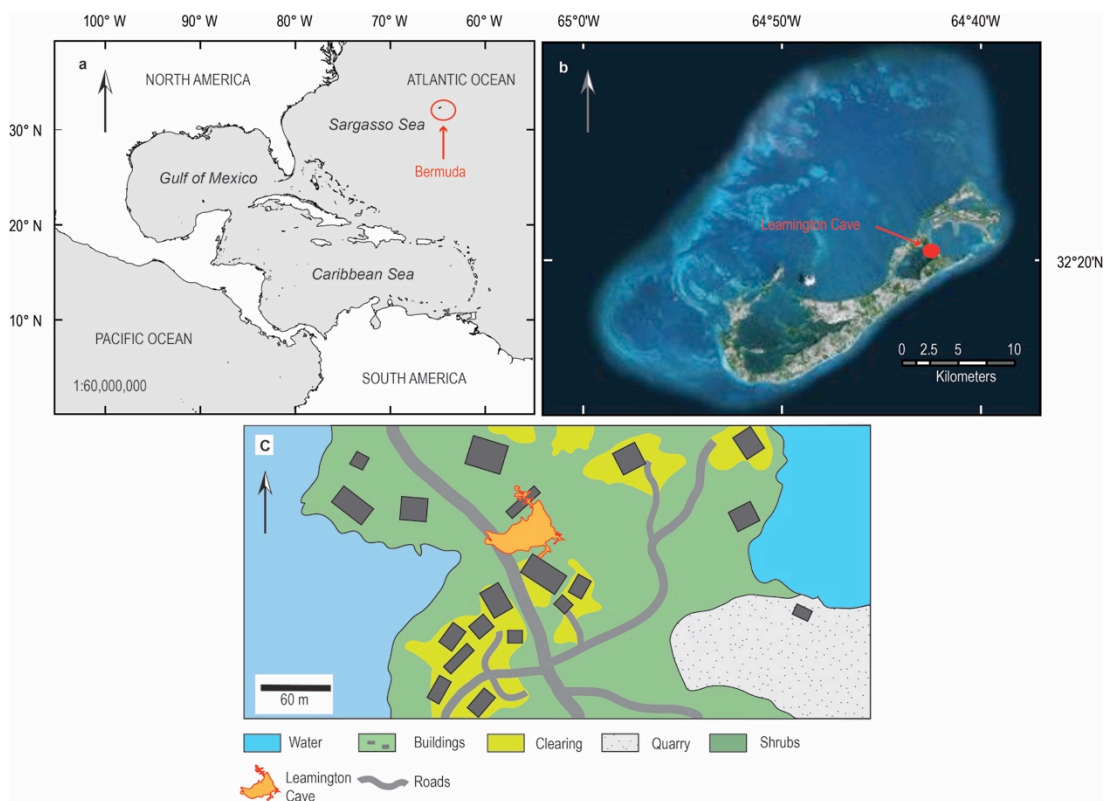 100° W 90° W 80° W 70° W 60° W
65°0'W 64°50'W 64°40'W
a
NORTH AMERICA
ATLANTIC OCEAN
Sargasso Sea
Bermuda
30° N
Gulf of Mexico
20° N
Caribbean Sea
10° N
PACIFIC OCEAN
SOUTH AMERICA
1:60,000,000
b
Leamington Cave
32°20'N
0 2.5 5 10
Kilometers
C
60 m
Water Buildings Clearing Quarry Shrubs
Leamington
Cave
Roads